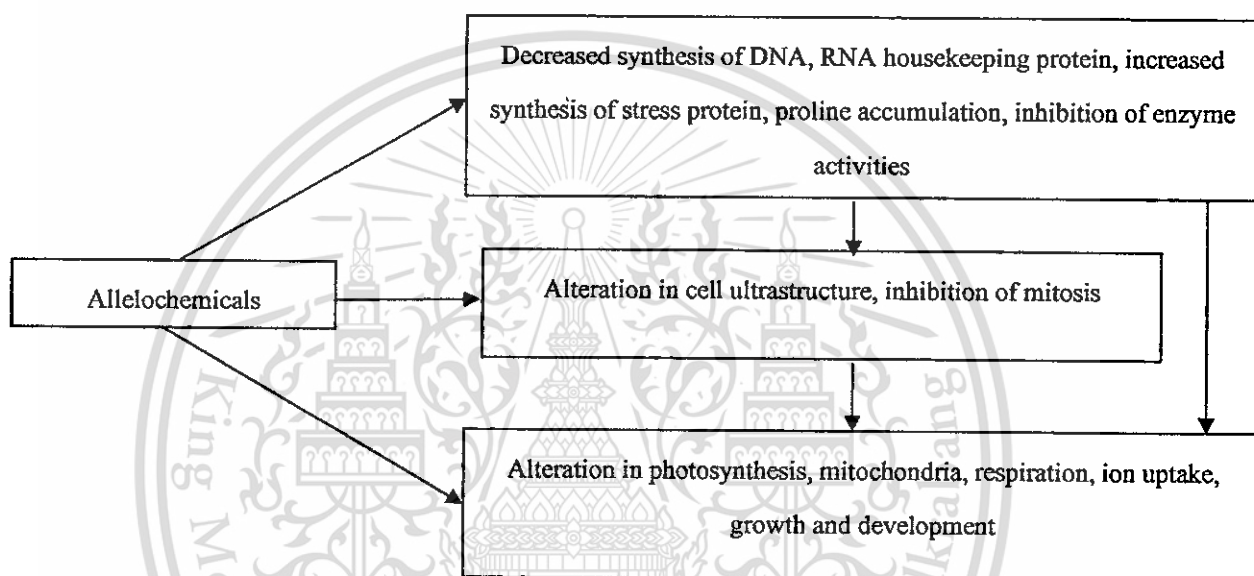 Decreased synthesis of DNA, RNA housekeeping protein, increased
synthesis of stress protein, proline accumulation, inhibition of enzyme
activities
Allelochemicals
Alteration in cell ultrastructure, inhibition of mitosis
Alteration in photosynthesis, mitochondria, respiration, ion uptake,
growth and development
King